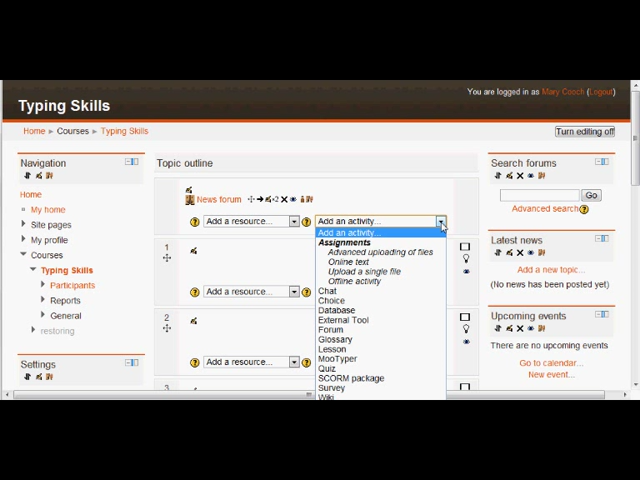 You are logged in as Mary Cooch (Logout)
Typing Skills
Home ► Courses ► Typing Skills
Turn editing off
Navigation
Home
My home
Site pages
My profile
Courses
Typing Skills
Participants
Reports
General
restoring
Settings
Topic outline
News forum
Add a resource... Add an activity...
Add an activity...
Assignments
Advanced uploading of files
Online text
Upload a single file
Offline activity
Chat
Choice
Database
External Tool
Forum
Glossary
Lesson
MooTyper
Quiz
SCORM package
Survey
Wiki
1
Add a resource...
2
Add a resource...
3
Search forums
Go
Advanced search
Latest news
Add a new topic...
(No news has been posted yet)
Upcoming events
There are no upcoming events
Go to calendar...
New event...